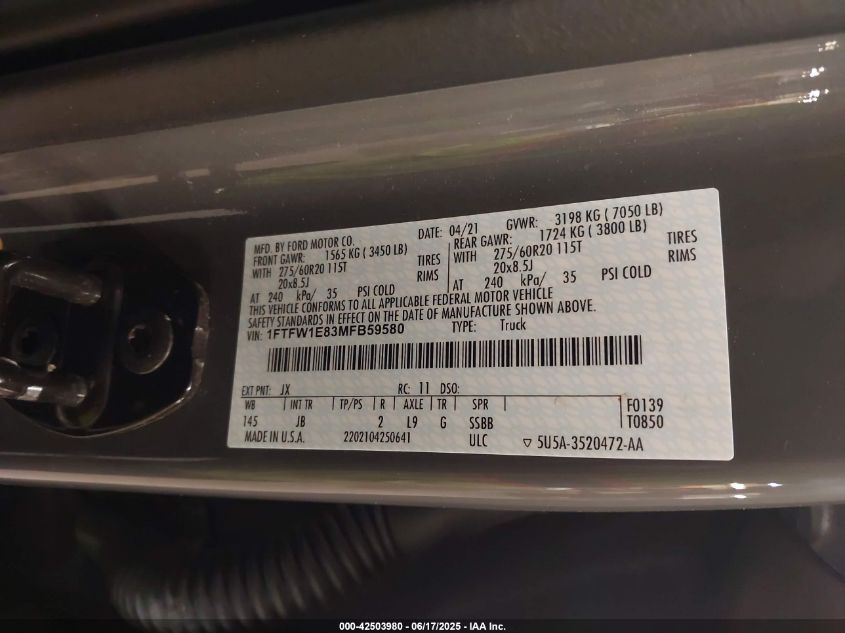 MFD. BY FORD MOTOR CO.
DATE: 04/21 GVWR: 3198 KG ( 7050 LB)
FRONT GAWR: 1565 KG ( 3450 LB)
REAR GAWR: 1724 KG ( 3800 LB)
WITH 275/60R20 115T TIRES
WITH 275/60R20 115T TIRES
20x8.5J RIMS
20x8.5J RIMS
AT 240 kPa/ 35 PSI COLD
AT 240 kPa/ 35 PSI COLD
THIS VEHICLE CONFORMS TO ALL APPLICABLE FEDERAL MOTOR VEHICLE
SAFETY STANDARDS IN EFFECT ON THE DATE OF MANUFACTURE SHOWN ABOVE.
VIN: 1FTFW1E83MFB59580 TYPE: Truck
EXT PNT: JX RC: 11 DSO:
WB INT TR TP/PS R AXLE TR SPR F0139
145 JB 2 L9 G SSBB T0850
MADE IN U.S.A. 2202104250641 ULC ▽ 5U5A-3520472-AA
000-42503980 - 06/17/2025 - IAA Inc.